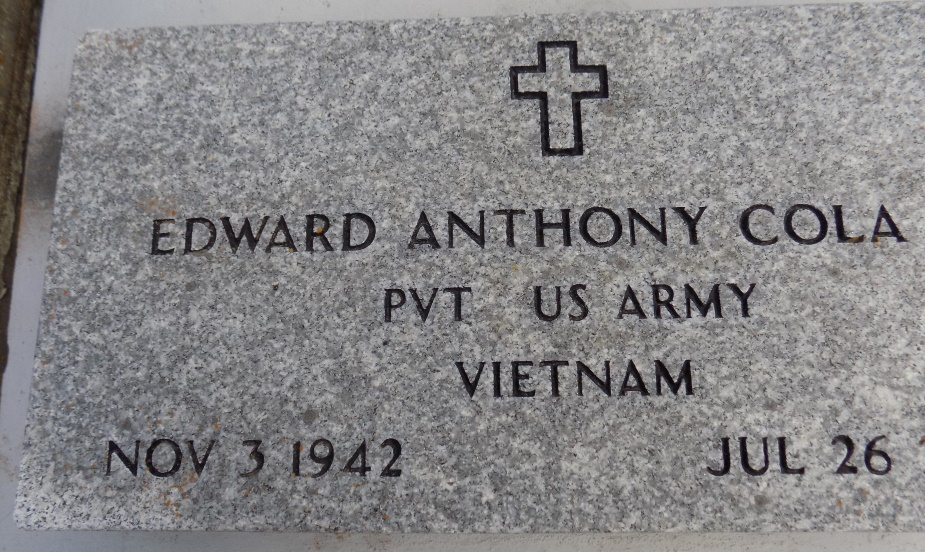 EDWARD ANTHONY COLA
PVT US ARMY
VIETNAM
NOV 3 1942 JUL 26